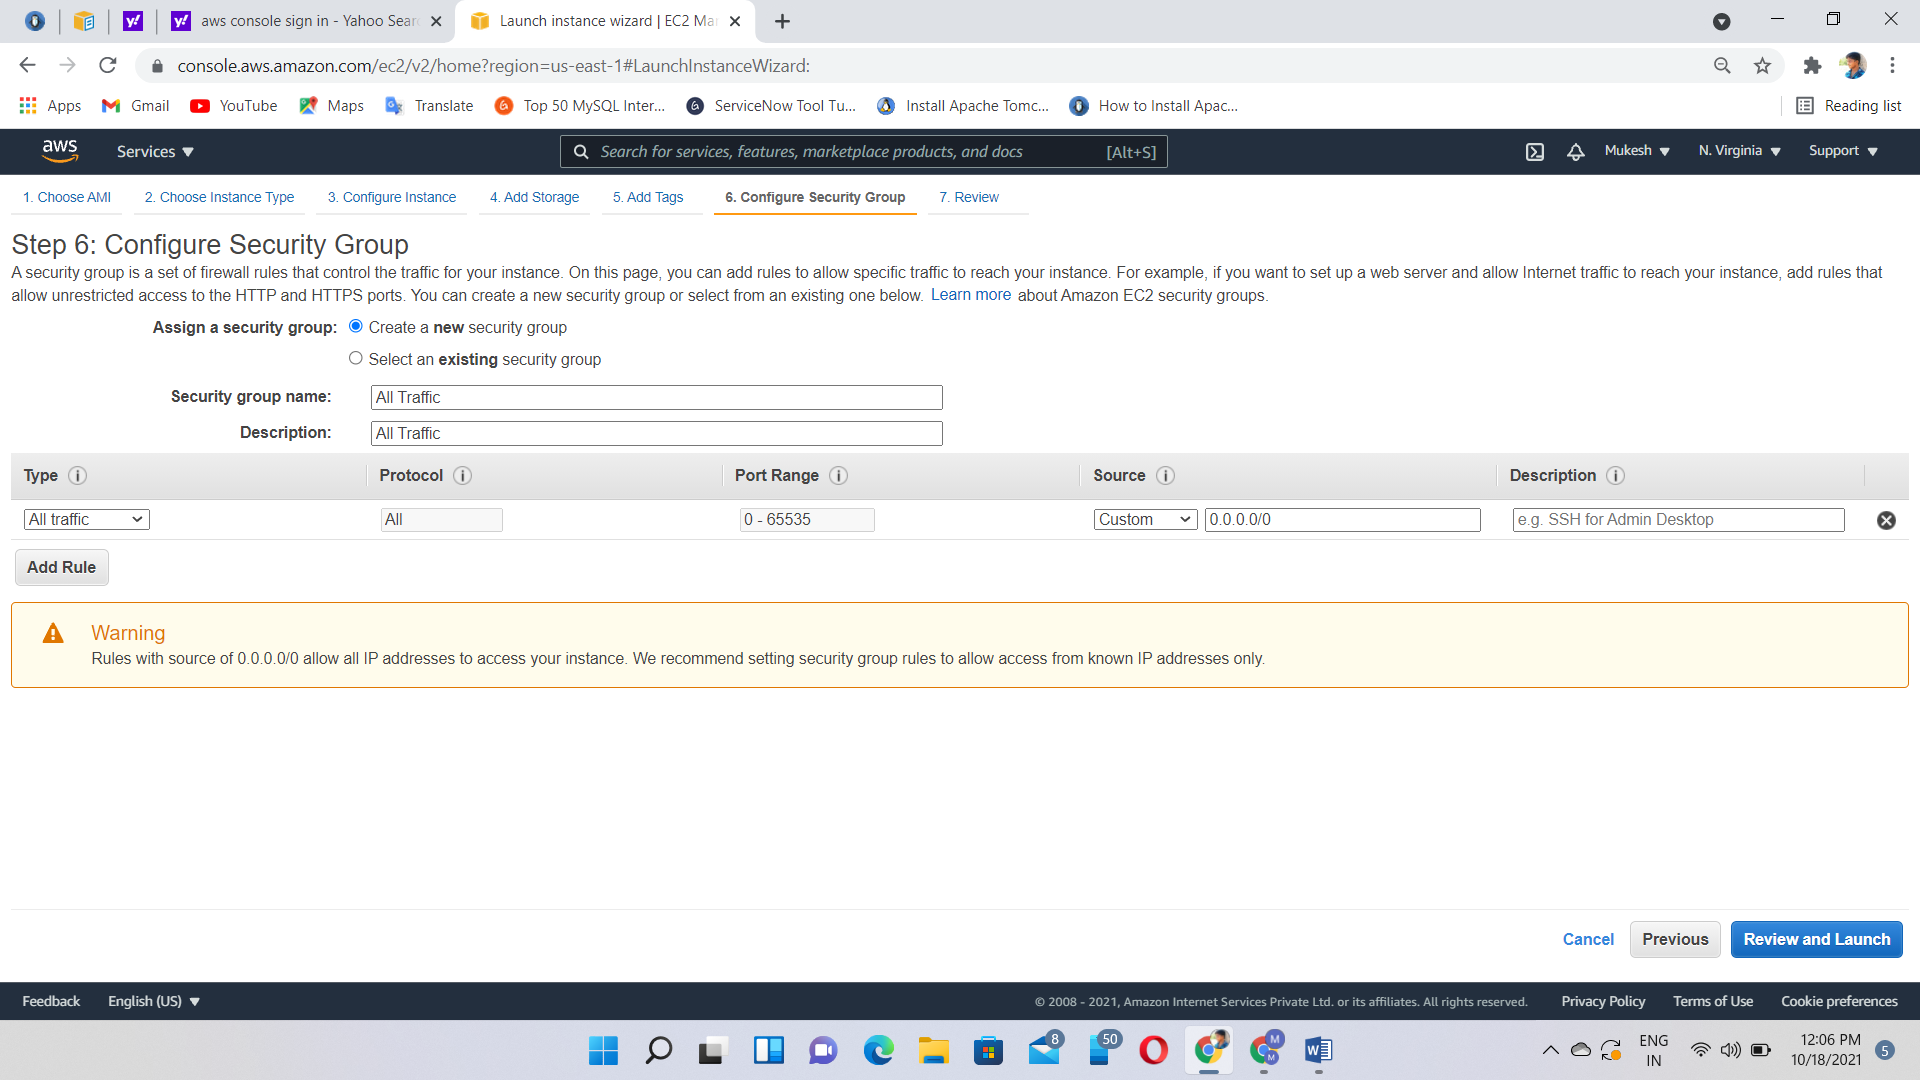 aws console sign in - Yahoo Sear
Launch instance wizard | EC2 Ma
console.aws.amazon.com/ec2/v2/home?region=us-east-1#LaunchInstanceWizard:
Apps
Gmail
YouTube
Maps
Translate
Top 50 MySQL Inter...
ServiceNow Tool Tu...
Install Apache Tomc...
How to Install Apac...
Reading list
aws
Services
Search for services, features, marketplace products, and docs
[Alt+S]
Mukesh
N. Virginia
Support
1. Choose AMI
2. Choose Instance Type
3. Configure Instance
4. Add Storage
5. Add Tags
6. Configure Security Group
7. Review
Step 6: Configure Security Group
A security group is a set of firewall rules that control the traffic for your instance. On this page, you can add rules to allow specific traffic to reach your instance. For example, if you want to set up a web server and allow Internet traffic to reach your instance, add rules that
allow unrestricted access to the HTTP and HTTPS ports. You can create a new security group or select from an existing one below. Learn more about Amazon EC2 security groups.
Assign a security group:
Create a new security group
Select an existing security group
Security group name:
All Traffic
Description:
All Traffic
Type
Protocol
Port Range
Source
Description
All traffic
All
0 - 65535
Custom
0.0.0.0/0
e.g. SSH for Admin Desktop
Add Rule
Warning
Rules with source of 0.0.0.0/0 allow all IP addresses to access your instance. We recommend setting security group rules to allow access from known IP addresses only.
Cancel
Previous
Review and Launch
Feedback
English (US)
© 2008 - 2021, Amazon Internet Services Private Ltd. or its affiliates. All rights reserved.
Privacy Policy
Terms of Use
Cookie preferences
8
50
M
M
ENG
IN
12:06 PM
10/18/2021
5